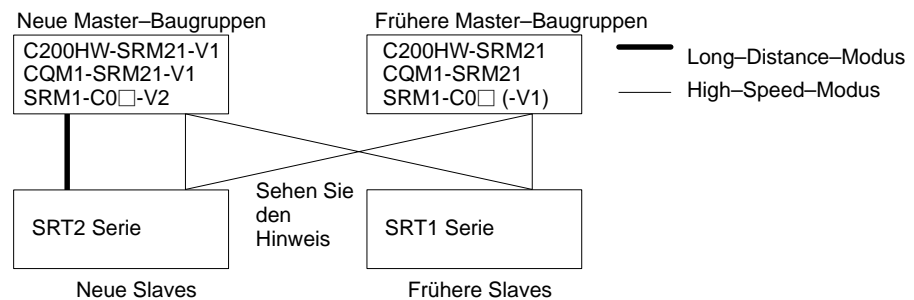 Neue Master–Baugruppen
C200HW-SRM21-V1
CQM1-SRM21-V1
SRM1-C0□-V2
Frühere Master–Baugruppen
C200HW-SRM21
CQM1-SRM21
SRM1-C0□ (-V1)
Long–Distance–Modus
High–Speed–Modus
Sehen Sie
den
Hinweis
SRT2 Serie
SRT1 Serie
Neue Slaves
Frühere Slaves